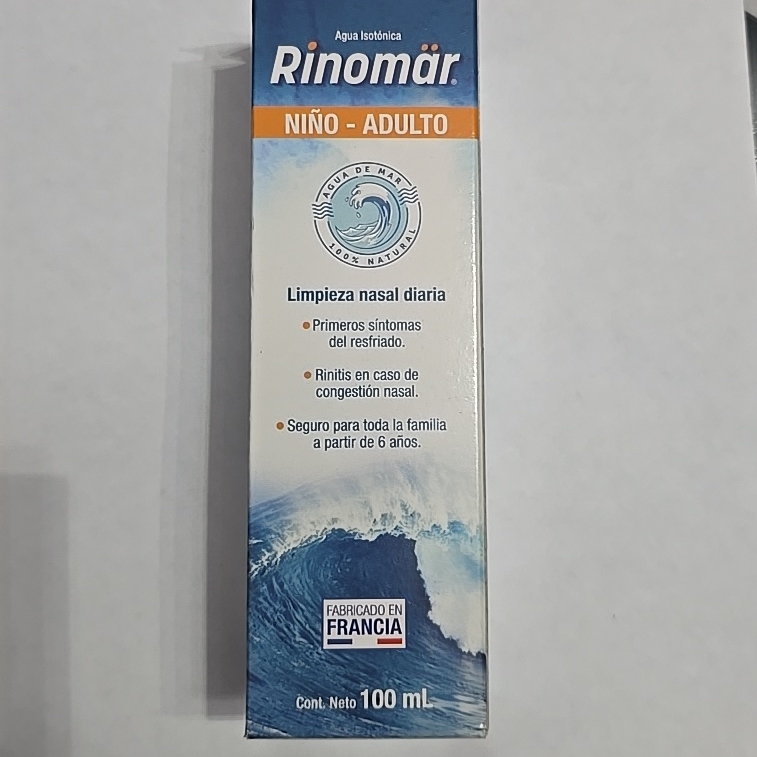 Agua Isotónica
Rinomär®
NIÑO - ADULTO
AGUA DE MAR
100% NATURAL
Limpieza nasal diaria
• Primeros síntomas
del resfriado.
• Rinitis en caso de
congestión nasal.
• Seguro para toda la familia
a partir de 6 años.
FABRICADO EN
FRANCIA
Cont. Neto 100 mL